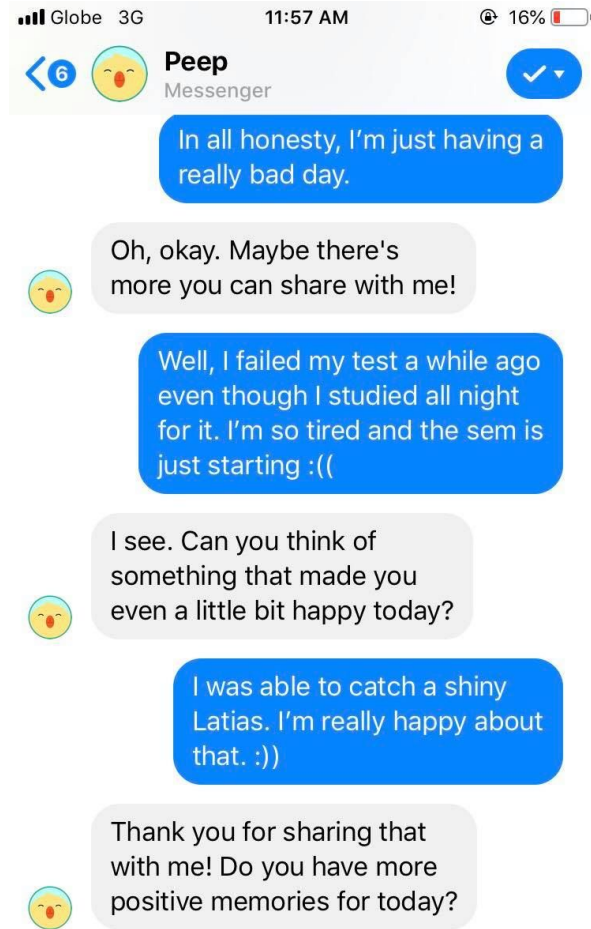 Globe 3G 11:57 AM 16%
6 Peep
Messenger
In all honesty, I'm just having a
really bad day.
Oh, okay. Maybe there's
more you can share with me!
Well, I failed my test a while ago
even though I studied all night
for it. I'm so tired and the sem is
just starting :((
I see. Can you think of
something that made you
even a little bit happy today?
I was able to catch a shiny
Latias. I'm really happy about
that. :))
Thank you for sharing that
with me! Do you have more
positive memories for today?